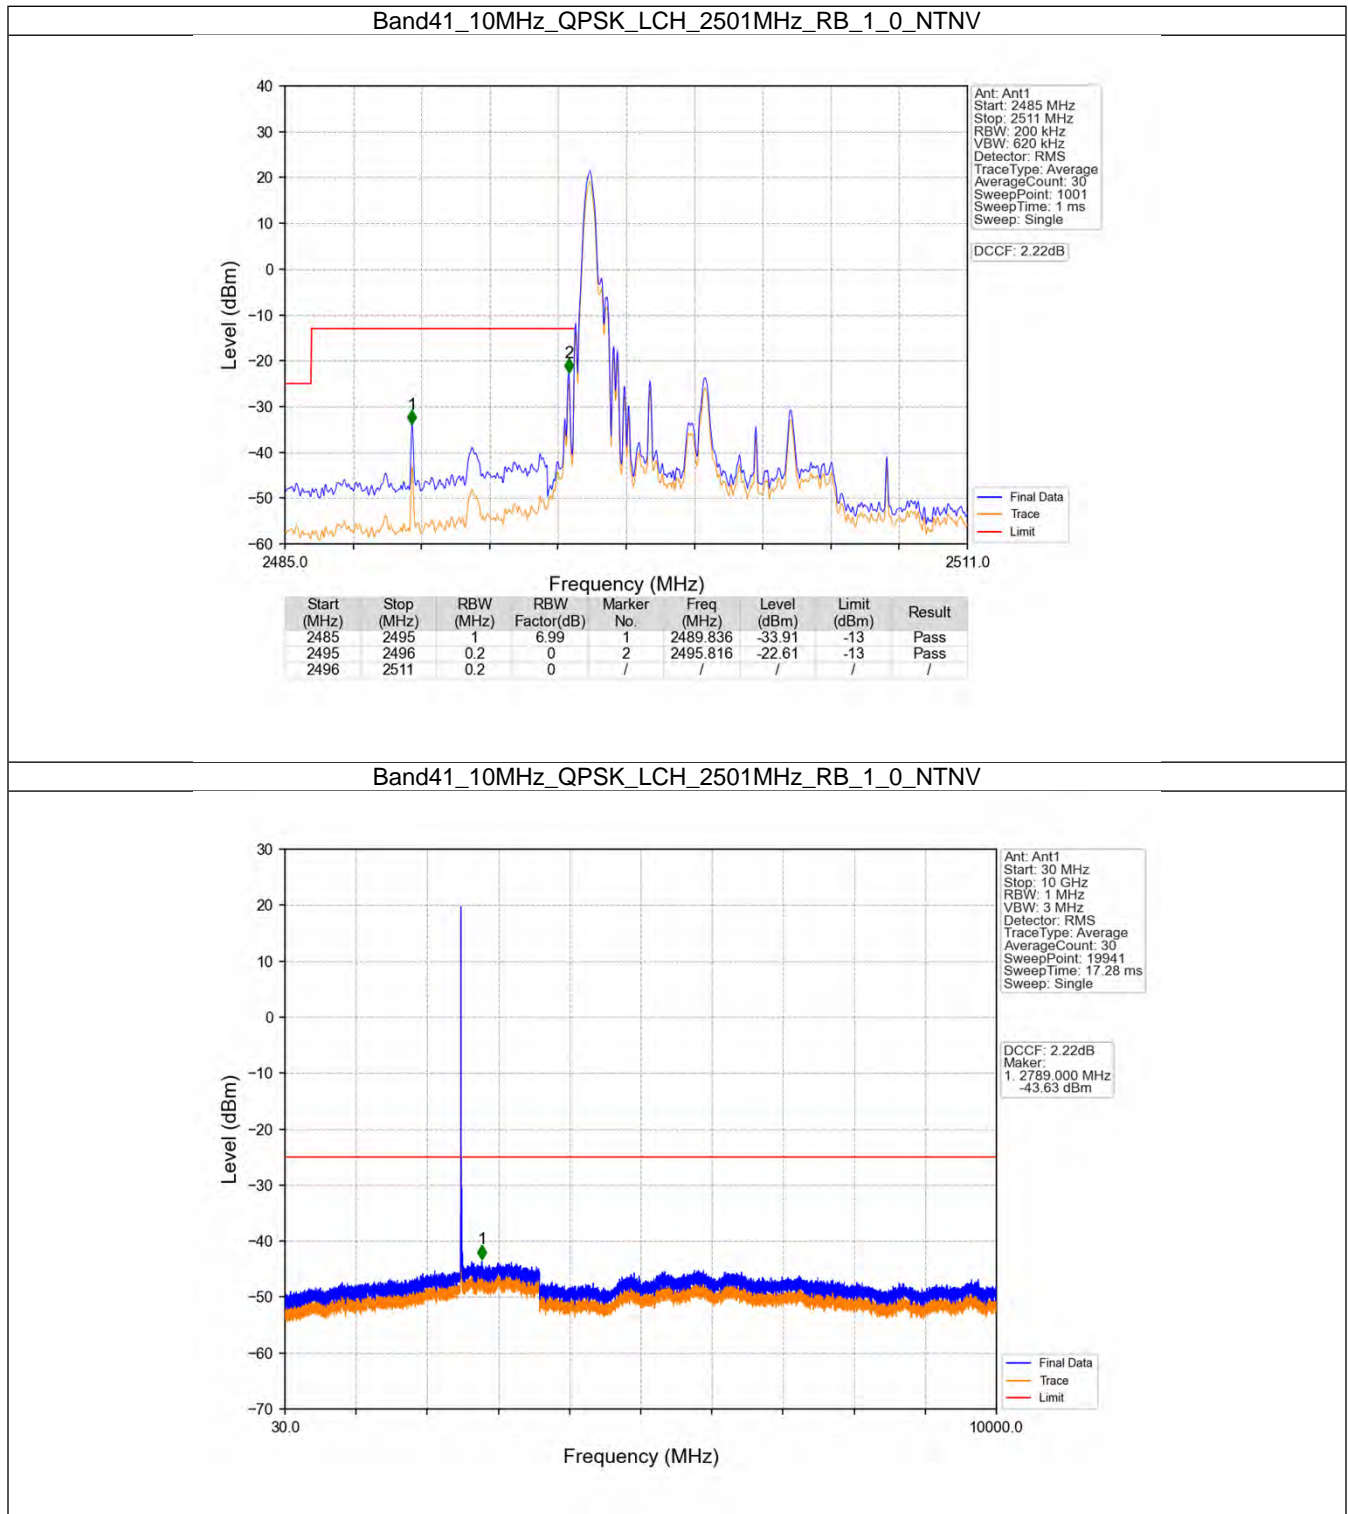 Band41_10MHz_QPSK_LCH_2501MHz_RB_1_0_NTNV
40
30
20
10
0
−10
−20
−30
−40
−50
−60
Level (dBm)
1
2
2485.0
2511.0
Frequency (MHz)
Ant: Ant1
Start: 2485 MHz
Stop: 2511 MHz
RBW: 200 kHz
VBW: 620 kHz
Detector: RMS
TraceType: Average
AverageCount: 30
SweepPoint: 1001
SweepTime: 1 ms
Sweep: Single
DCCF: 2.22dB
Final Data
Trace
Limit
Start (MHz) Stop (MHz) RBW (MHz) RBW Factor(dB) Marker No. Freq (MHz) Level (dBm) Limit (dBm) Result
2485 2495 1 6.99 1 2489.836 -33.91 -13 Pass
2495 2496 0.2 0 2 2495.816 -22.61 -13 Pass
2496 2511 0.2 0 / / / / /
Band41_10MHz_QPSK_LCH_2501MHz_RB_1_0_NTNV
30
20
10
0
−10
−20
−30
−40
−50
−60
−70
Level (dBm)
1
30.0
10000.0
Frequency (MHz)
Ant: Ant1
Start: 30 MHz
Stop: 10 GHz
RBW: 1 MHz
VBW: 3 MHz
Detector: RMS
TraceType: Average
AverageCount: 30
SweepPoint: 19941
SweepTime: 17.28 ms
Sweep: Single
DCCF: 2.22dB
Maker:
1. 2789.000 MHz
-43.63 dBm
Final Data
Trace
Limit